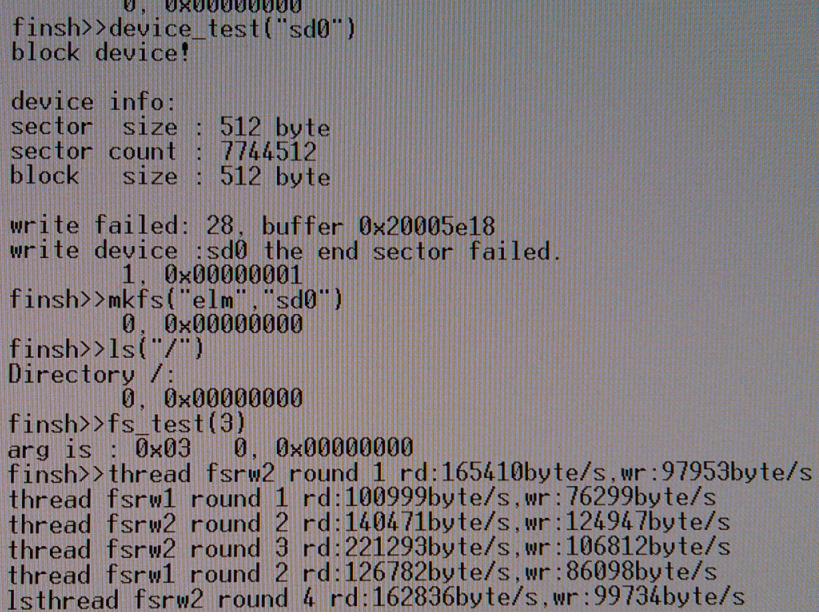 0, 0x00000000
finsh>>device_test("sd0")
block device!
device info:
sector  size : 512 byte
sector count : 7744512
block   size : 512 byte
write failed: 28, buffer 0x20005e18
write device :sd0 the end sector failed.
1, 0x00000001
finsh>>mkfs("elm","sd0")
0, 0x00000000
finsh>>ls("/")
Directory /:
0, 0x00000000
finsh>>fs_test(3)
arg is : 0x03   0, 0x00000000
finsh>>thread fsrw2 round 1 rd:165410byte/s,wr:97953byte/s
thread fsrw1 round 1 rd:100999byte/s,wr:76299byte/s
thread fsrw2 round 2 rd:140471byte/s,wr:124947byte/s
thread fsrw2 round 3 rd:221293byte/s,wr:106812byte/s
thread fsrw1 round 2 rd:126782byte/s,wr:86098byte/s
lsthread fsrw2 round 4 rd:162836byte/s,wr:99734byte/s